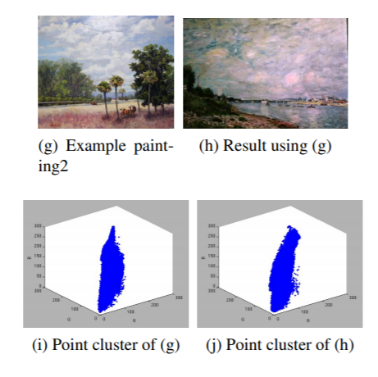 (g) Example paint-
ing2
(h) Result using (g)
(i) Point cluster of (g)
(j) Point cluster of (h)